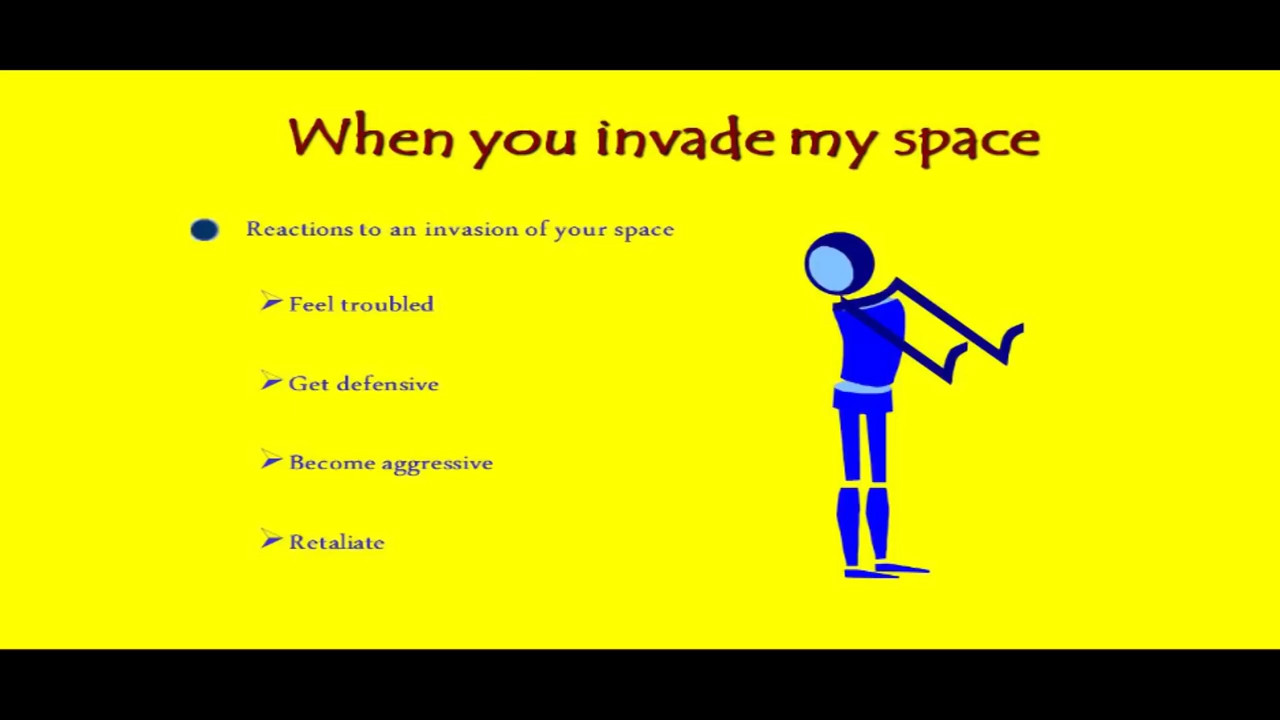 When you invade my space
Reactions to an invasion of your space
Feel troubled
Get defensive
Become aggressive
Retaliate